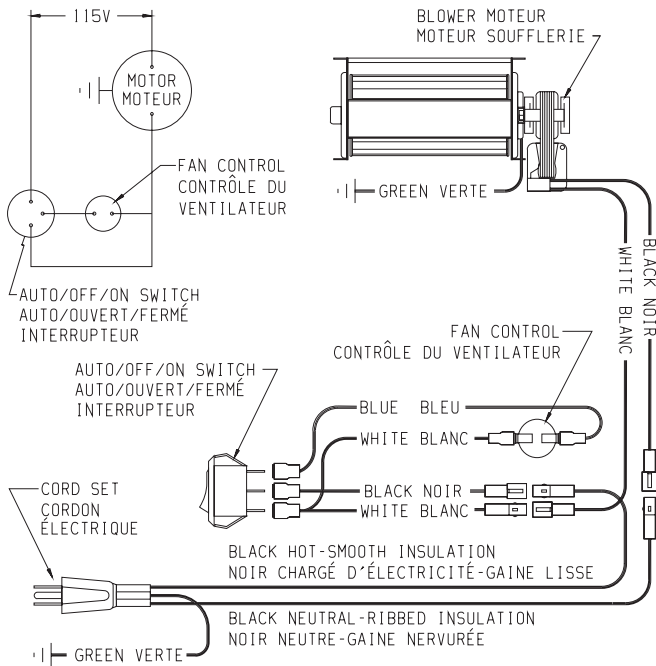 115V
MOTOR
MOTEUR
FAN CONTROL
CONTRÔLE DU
VENTILATEUR
AUTO/OFF/ON SWITCH
AUTO/OUVERT/FERMÉ
INTERRUPTEUR
BLOWER MOTEUR
MOTEUR SOUFFLERIE
GREEN VERTE
BLACK NOIR
WHITE BLANC
FAN CONTROL
CONTRÔLE DU VENTILATEUR
AUTO/OFF/ON SWITCH
AUTO/OUVERT/FERMÉ
INTERRUPTEUR
BLUE BLEU
WHITE BLANC
BLACK NOIR
WHITE BLANC
CORD SET
CORDON
ÉLECTRIQUE
BLACK HOT-SMOOTH INSULATION
NOIR CHARGÉ D'ÉLECTRICITÉ-GAINE LISSE
BLACK NEUTRAL-RIBBED INSULATION
NOIR NEUTRE-GAINE NERVURÉE
GREEN VERTE